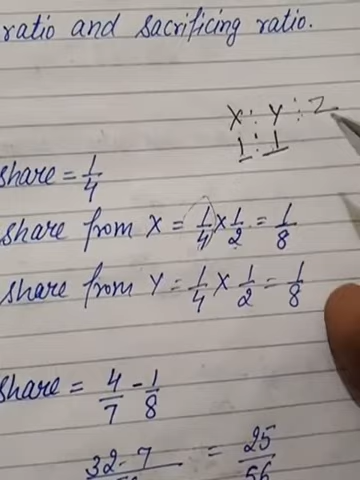 ratio and sacrificing ratio.
X : Y : Z
1 : 1
share = 1/4
share from X = 1/4 × 1/2 = 1/8
share from Y = 1/4 × 1/2 = 1/8
share = 4/7 - 1/8
32-7 = 25/56